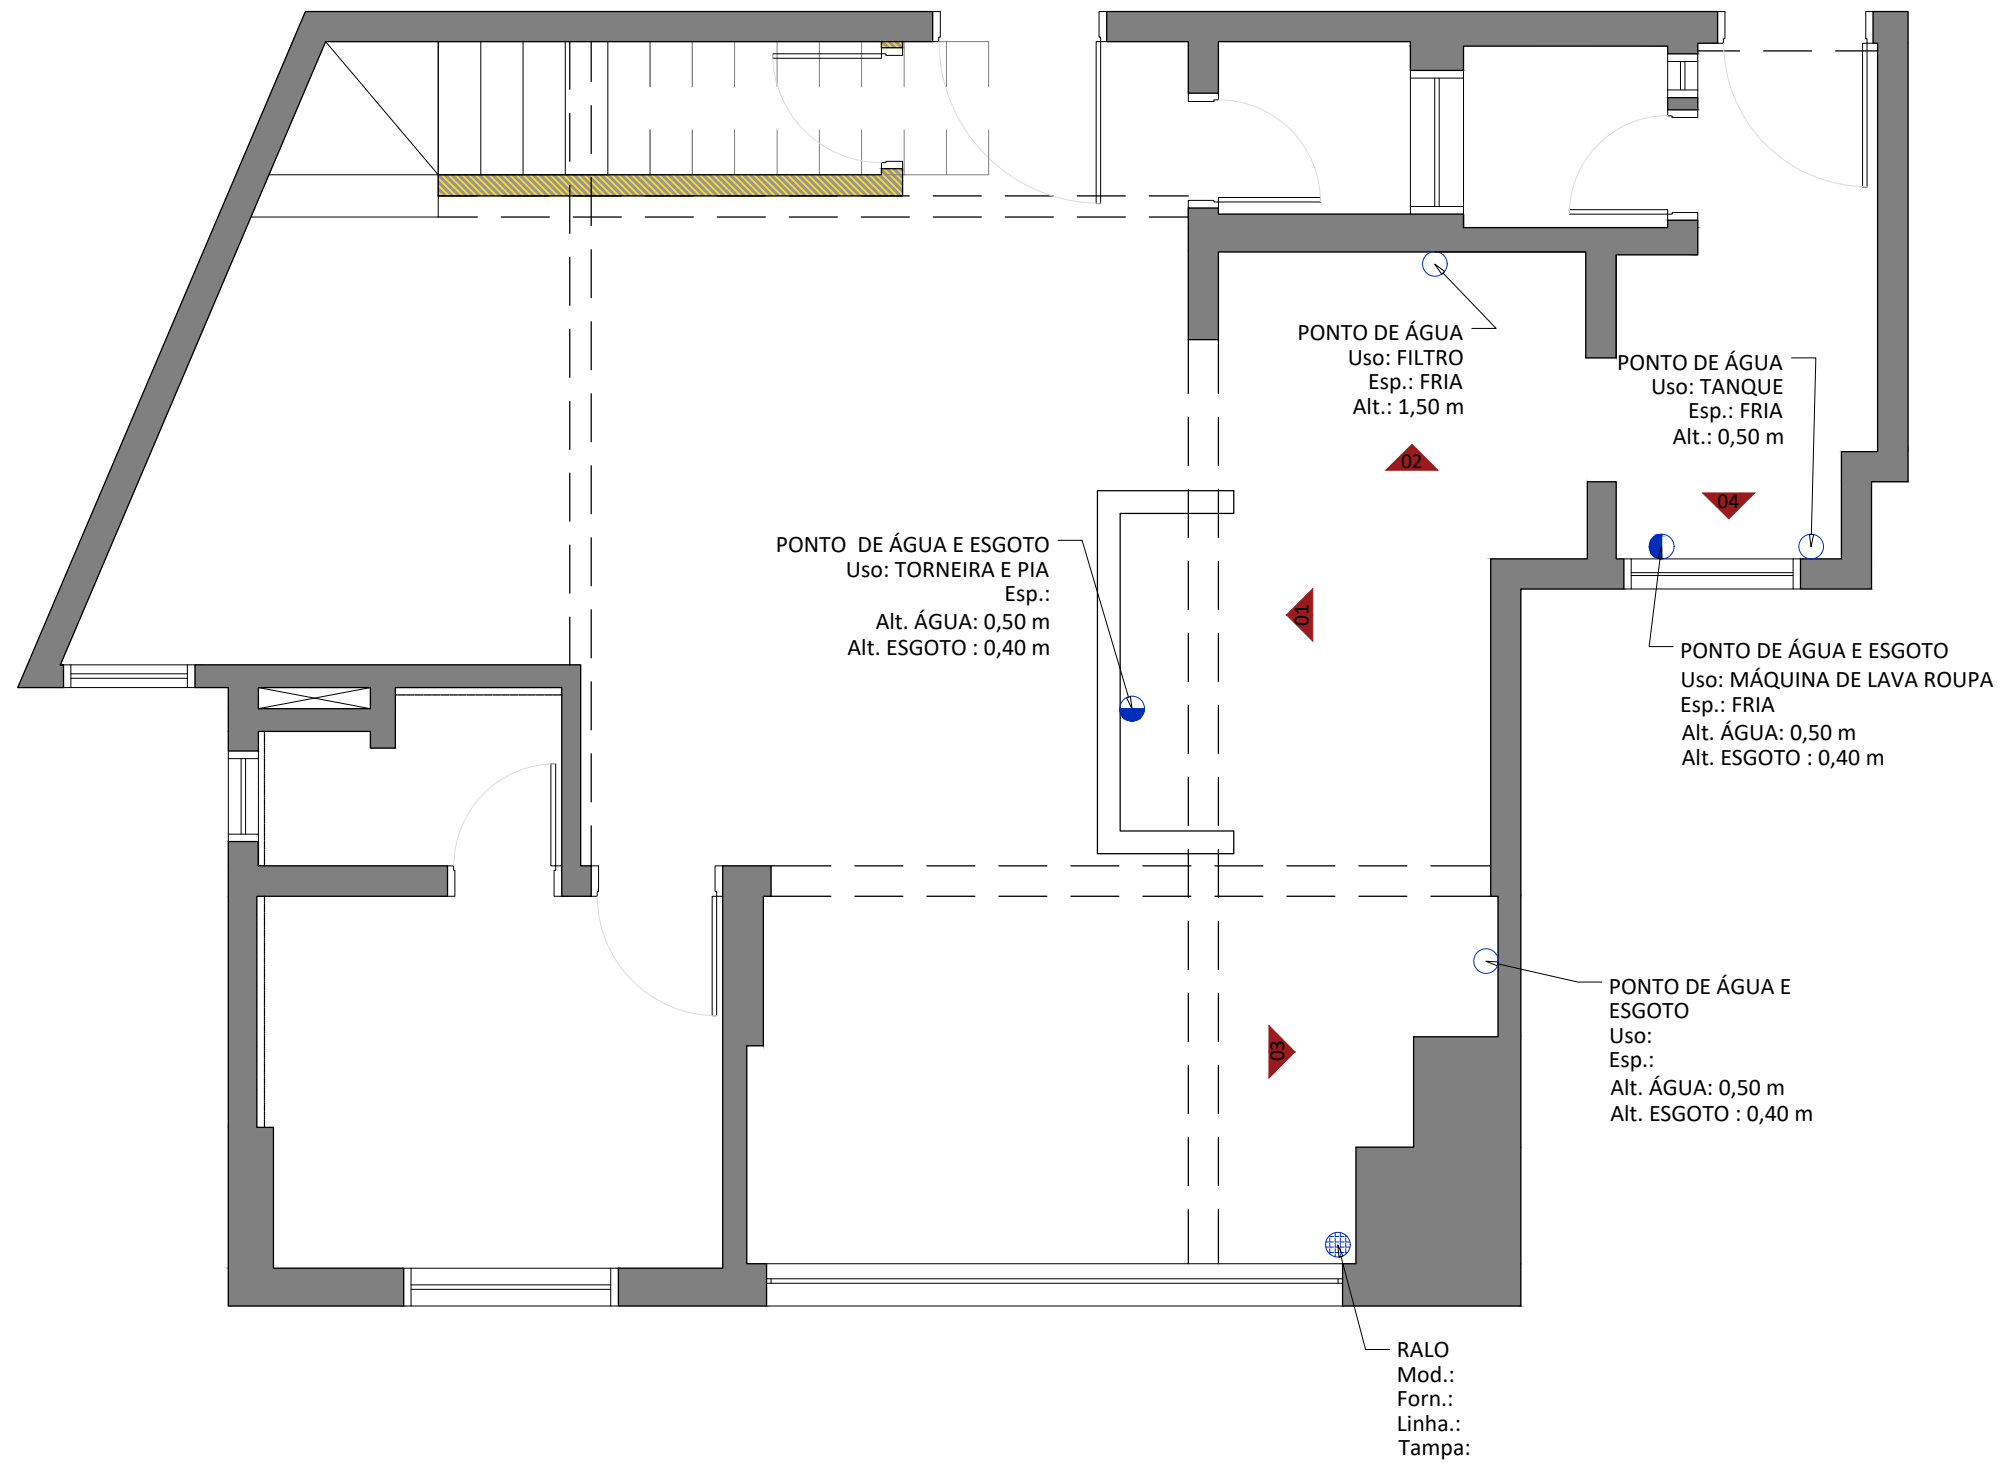 PONTO DE ÁGUA
Uso: FILTRO
Esp.: FRIA
Alt.: 1,50 m
PONTO DE ÁGUA
Uso: TANQUE
Esp.: FRIA
Alt.: 0,50 m
02
04
PONTO DE ÁGUA E ESGOTO
Uso: TORNEIRA E PIA
Esp.:
Alt. ÁGUA: 0,50 m
Alt. ESGOTO : 0,40 m
01
PONTO DE ÁGUA E ESGOTO
Uso: MÁQUINA DE LAVA ROUPA
Esp.: FRIA
Alt. ÁGUA: 0,50 m
Alt. ESGOTO : 0,40 m
03
PONTO DE ÁGUA E
ESGOTO
Uso:
Esp.:
Alt. ÁGUA: 0,50 m
Alt. ESGOTO : 0,40 m
RALO
Mod.:
Forn.:
Linha.:
Tampa: